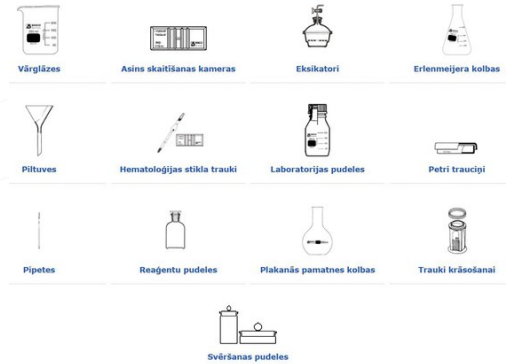 Vārglāzes
Asins skaitīšanas kameras
Eksikatori
Erlenmeijera kolbas
Piltuves
Hematoloģijas stikla trauki
Laboratorijas pudeles
Petri trauciņi
Pipetes
Reaģentu pudeles
Plakanās pamatnes kolbas
Trauki krāsošanai
Svēršanas pudeles